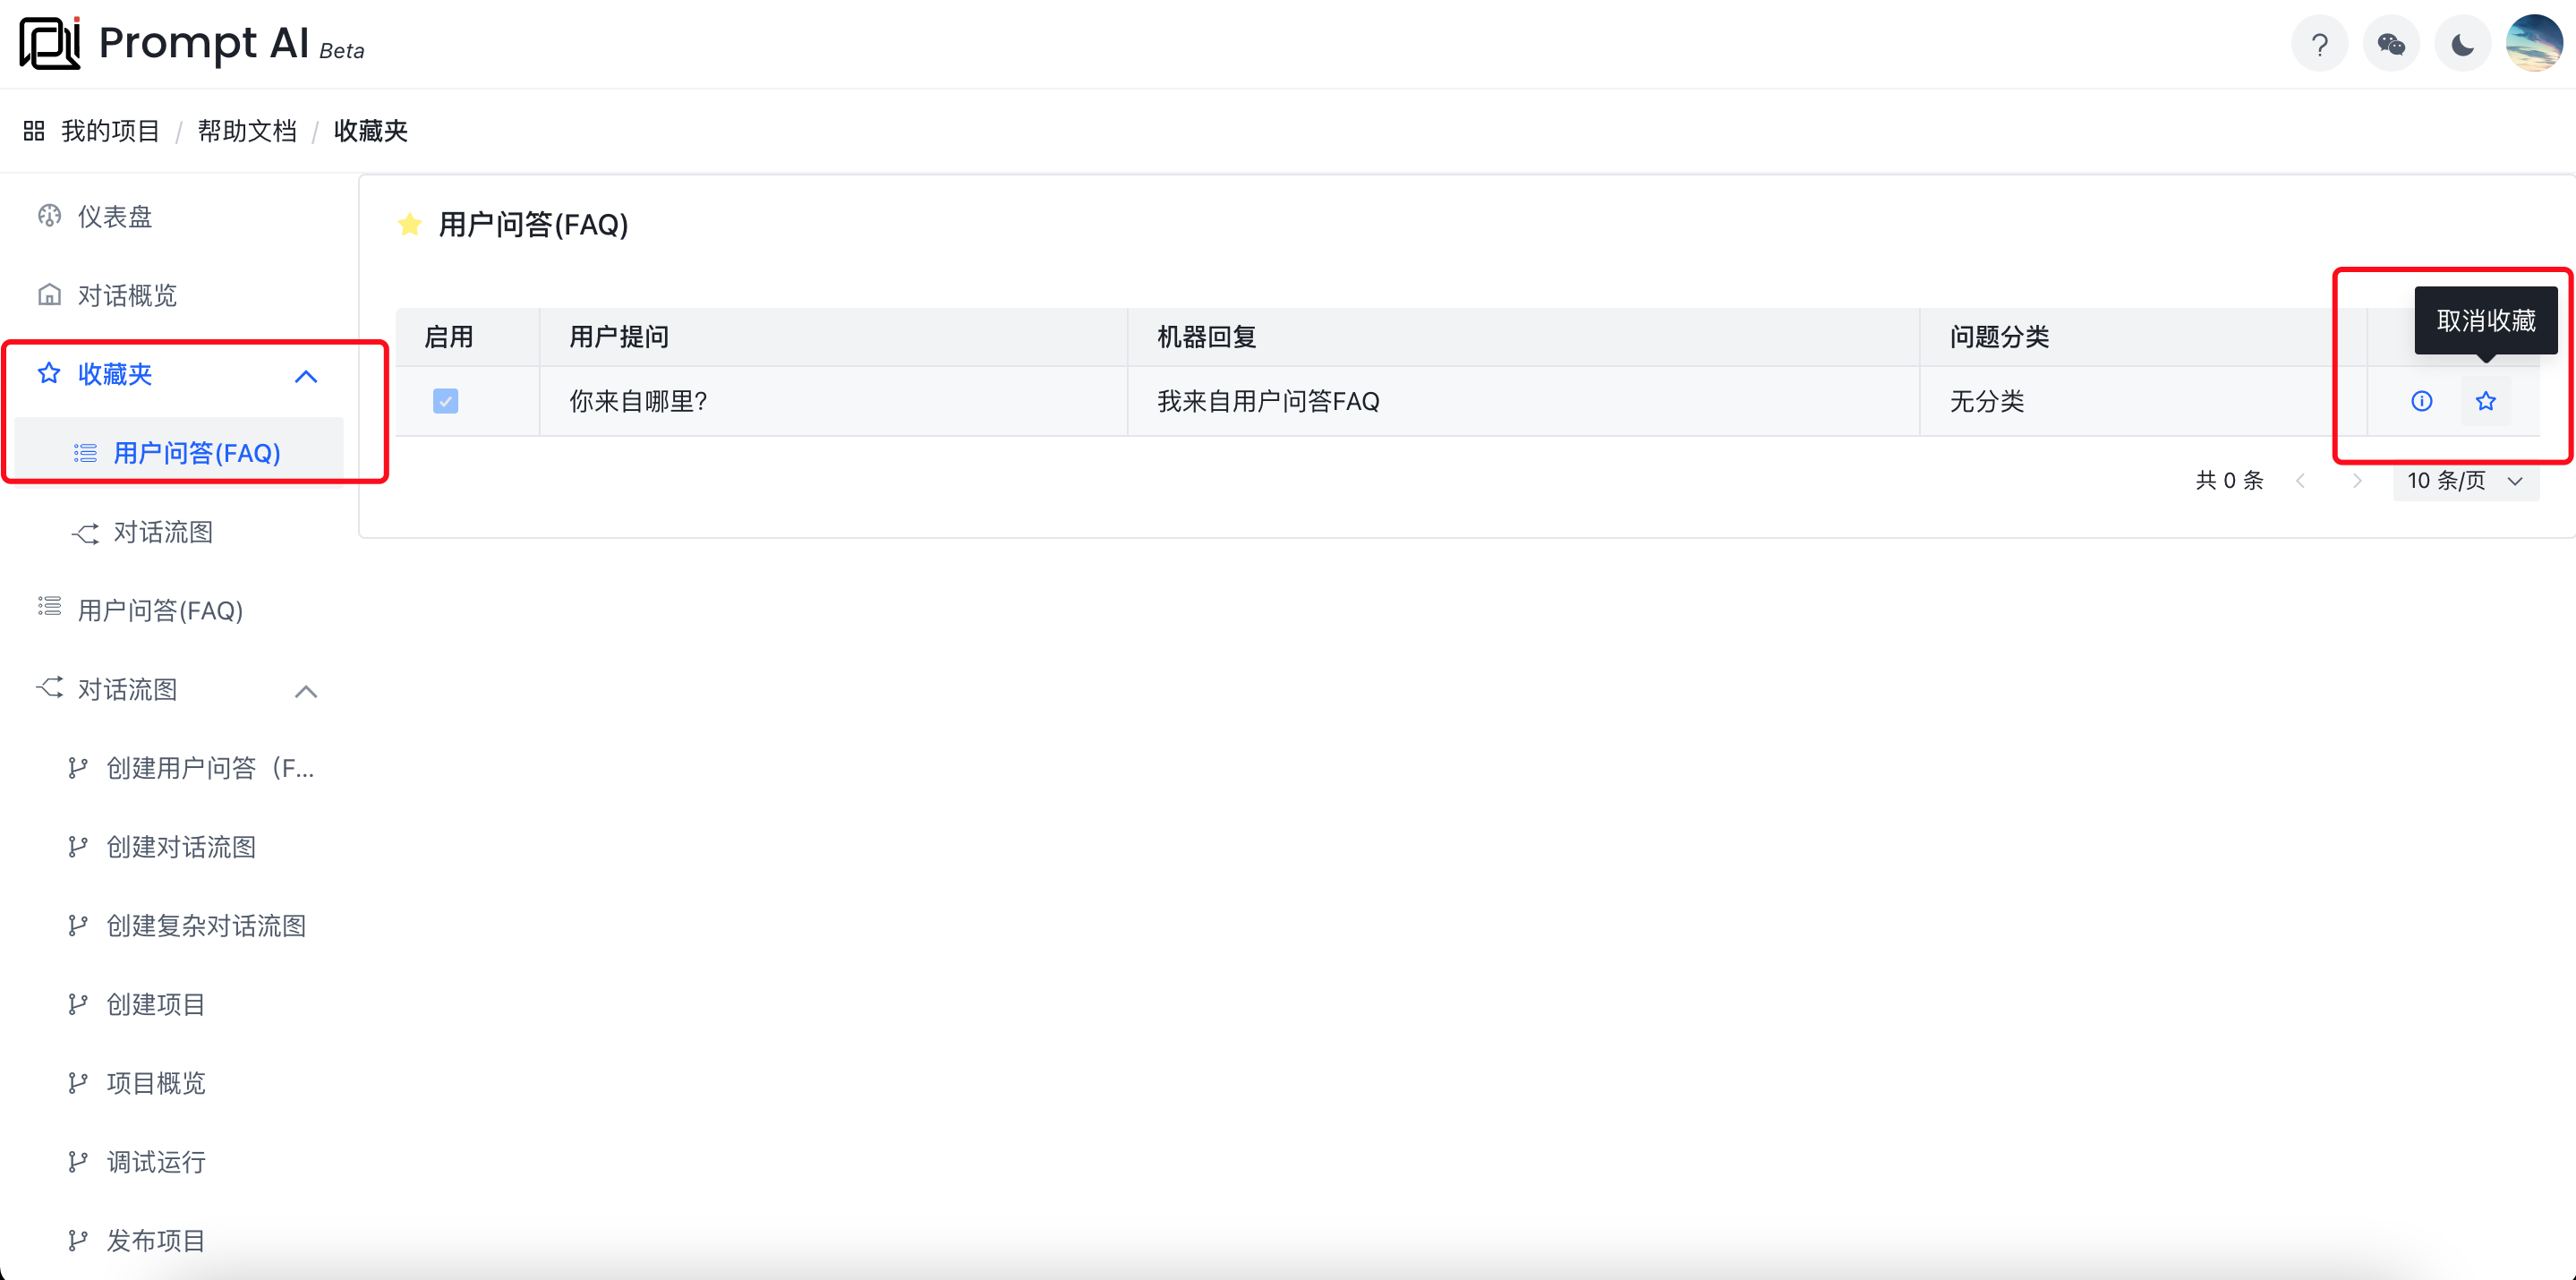 Prompt AI Beta
我的项目 / 帮助文档 / 收藏夹
仪表盘
对话概览
收藏夹
用户问答(FAQ)
对话流图
用户问答(FAQ)
对话流图
创建用户问答（F...
创建对话流图
创建复杂对话流图
创建项目
项目概览
调试运行
发布项目
用户问答(FAQ)
取消收藏
启用 用户提问 机器回复 问题分类
你来自哪里? 我来自用户问答FAQ 无分类
共 0 条 10 条/页